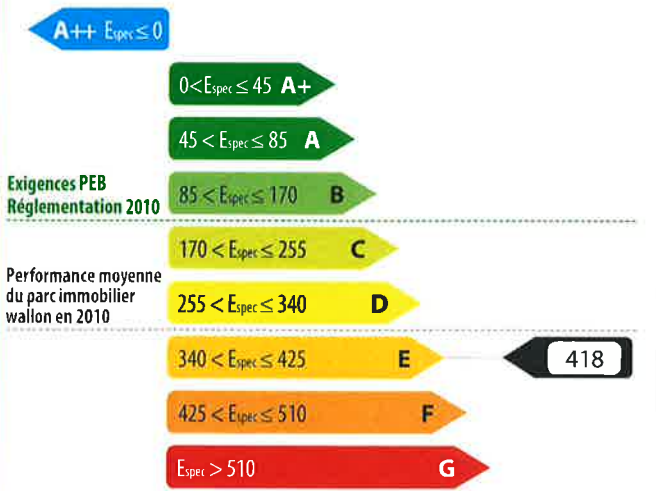 A++ Espec ≤ 0
0<Espec ≤ 45 A+
45 < Espec ≤ 85 A
Exigences PEB
Réglementation 2010
85 < Espec ≤ 170 B
170 < Espec ≤ 255 C
Performance moyenne
du parc immobilier
wallon en 2010
255 < Espec ≤ 340 D
340 < Espec ≤ 425 E
418
425 < Espec ≤ 510 F
Espec > 510 G